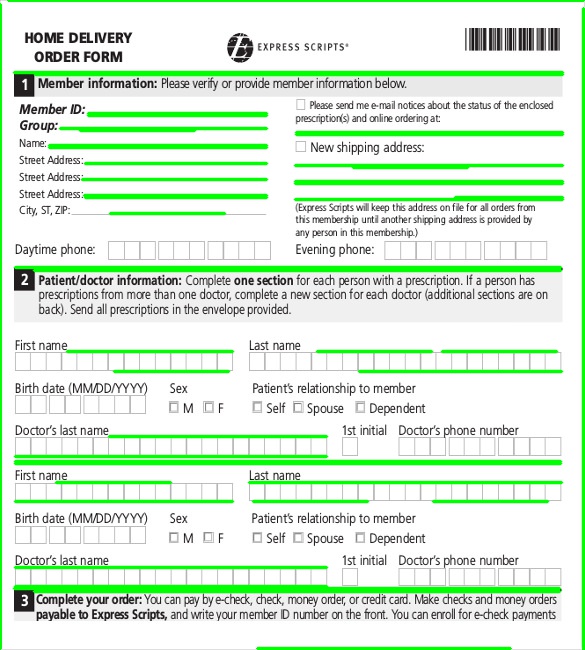 HOME DELIVERY
ORDER FORM
EXPRESS SCRIPTS®
1 Member information: Please verify or provide member information below.
Member ID:
Group:
Name:
Street Address:
Street Address:
Street Address:
City, ST, ZIP:
Please send me e-mail notices about the status of the enclosed
prescription(s) and online ordering at:
New shipping address:
(Express Scripts will keep this address on file for all orders from
this membership until another shipping address is provided by
any person in this membership.)
Daytime phone: Evening phone:
2 Patient/doctor information: Complete one section for each person with a prescription. If a person has
prescriptions from more than one doctor, complete a new section for each doctor (additional sections are on
back). Send all prescriptions in the envelope provided.
First name Last name
Birth date (MM/DD/YYYY) Sex Patient's relationship to member
M F Self Spouse Dependent
Doctor's last name 1st initial Doctor's phone number
First name Last name
Birth date (MM/DD/YYYY) Sex Patient's relationship to member
M F Self Spouse Dependent
Doctor's last name 1st initial Doctor's phone number
3 Complete your order: You can pay by e-check, check, money order, or credit card. Make checks and money orders
payable to Express Scripts, and write your member ID number on the front. You can enroll for e-check payments